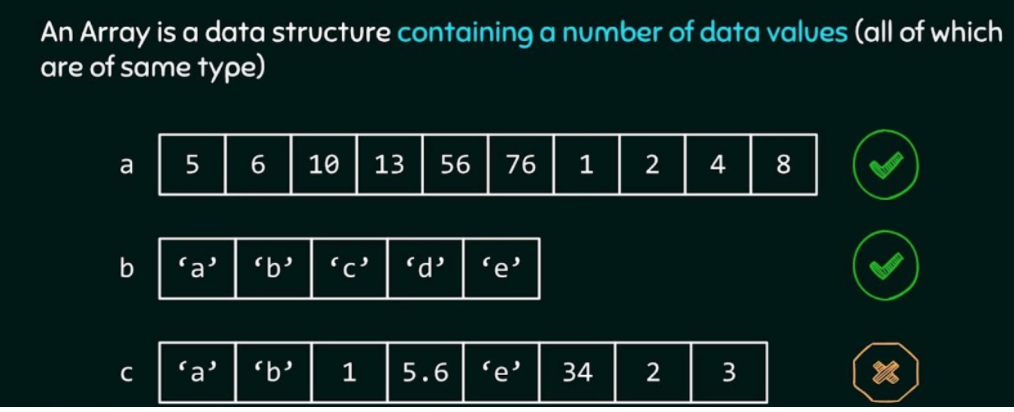 An Array is a data structure containing a number of data values (all of which
are of same type)
a 5 6 10 13 56 76 1 2 4 8
b ‘a’ ‘b’ ‘c’ ‘d’ ‘e’
c ‘a’ ‘b’ 1 5.6 ‘e’ 34 2 3